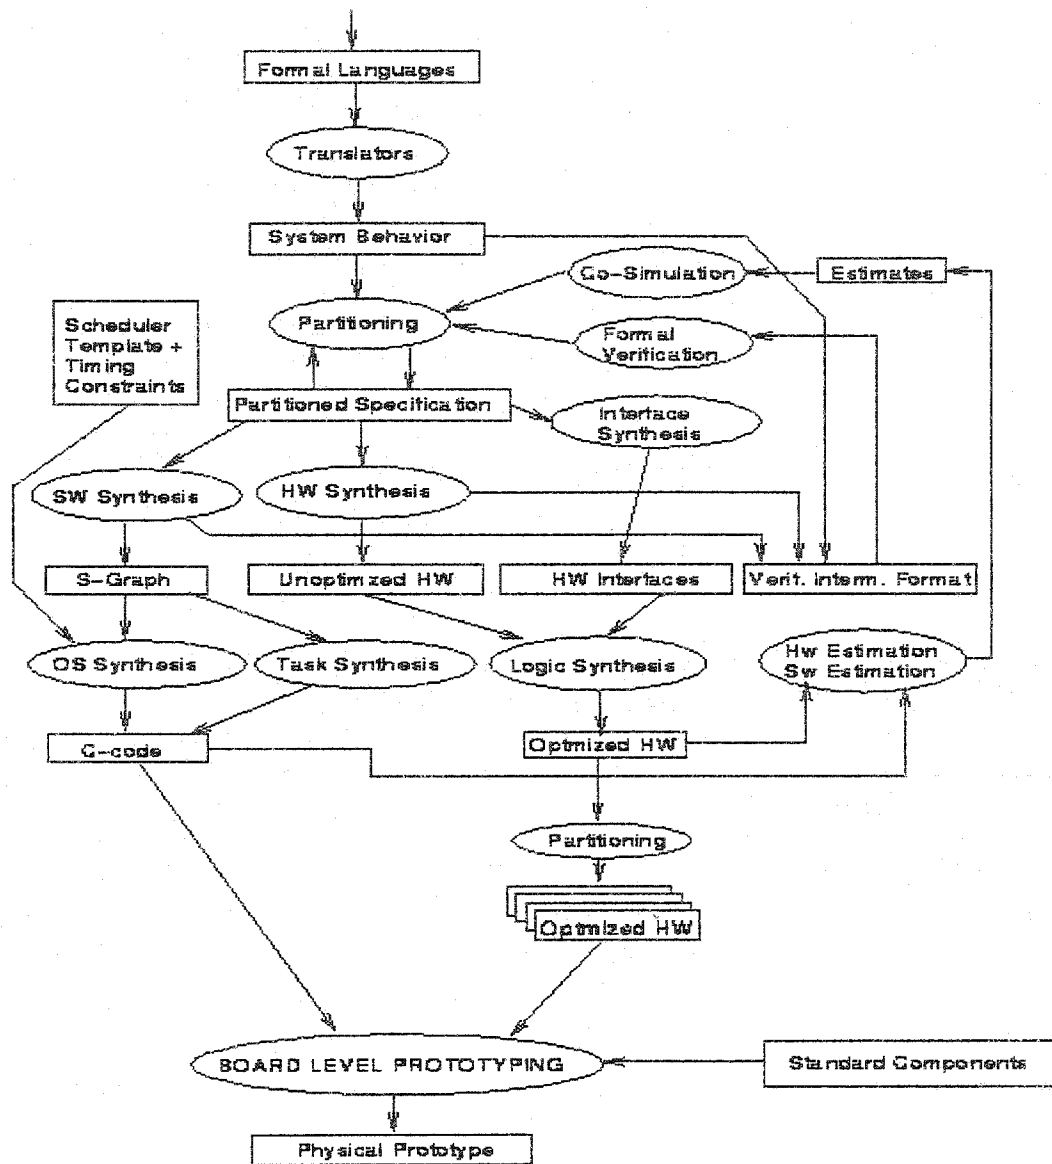 Formal Languages
Translators
System Behavior
Co-Simulation
Estimates
Scheduler
Template +
Timing
Constraints
Partitioning
Formal
Verification
Partitioned Specification
Interface
Synthesis
SW Synthesis
HW Synthesis
S-Graph
Unoptimized HW
HW Interfaces
Verif. Interm. Format
OS Synthesis
Task Synthesis
Logic Synthesis
Hw Estimation
Sw Estimation
C-code
Optmized HW
Partitioning
Optmized HW
BOARD LEVEL PROTOTYPING
Standard Components
Physical Prototype